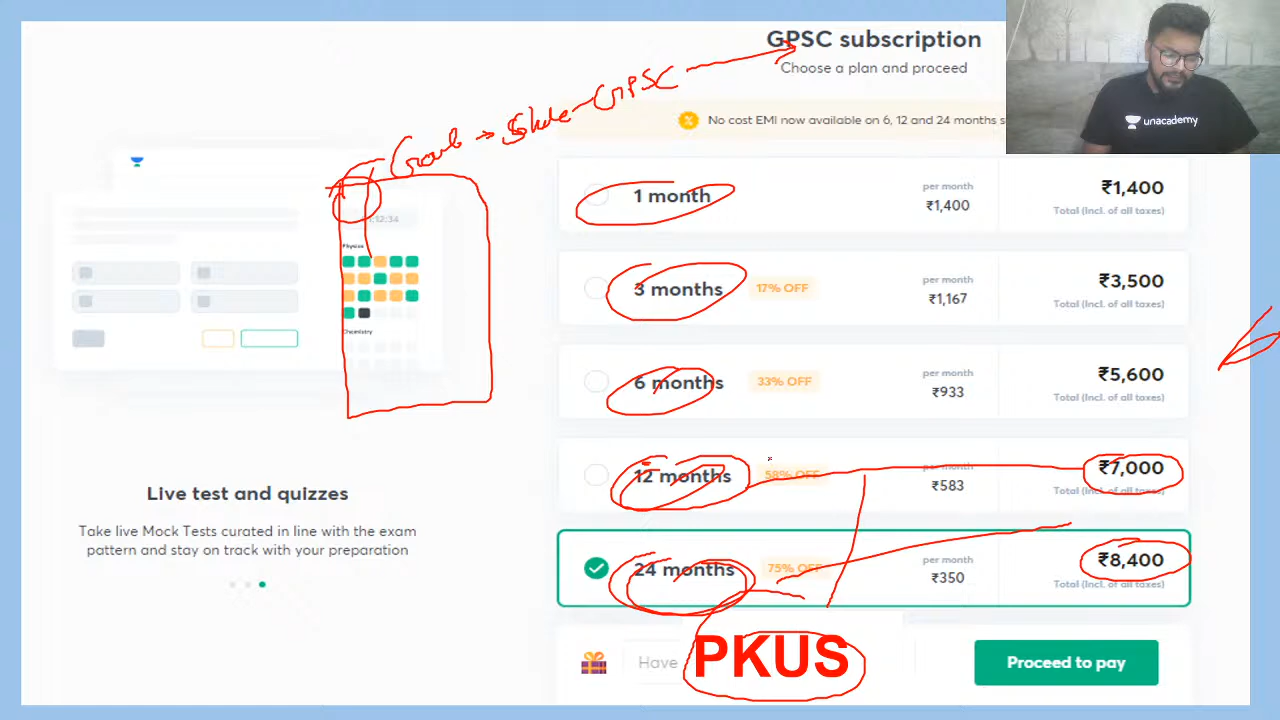 GPSC subscription
Choose a plan and proceed
No cost EMI now available on 6, 12 and 24 months
unacademy
Goal → State - GPSC
1 month
per month
₹1,400
₹1,400
Total (Incl. of all taxes)
:12:34
Physics
Chemistry
3 months
17% OFF
per month
₹1,167
₹3,500
Total (Incl. of all taxes)
6 months
33% OFF
per month
₹933
₹5,600
Total (Incl. of all taxes)
12 months
58% OFF
per month
₹583
₹7,000
Total (Incl. of all taxes)
24 months
75% OFF
per month
₹350
₹8,400
Total (Incl. of all taxes)
Live test and quizzes
Take live Mock Tests curated in line with the exam
pattern and stay on track with your preparation
Have
PKUS
Proceed to pay